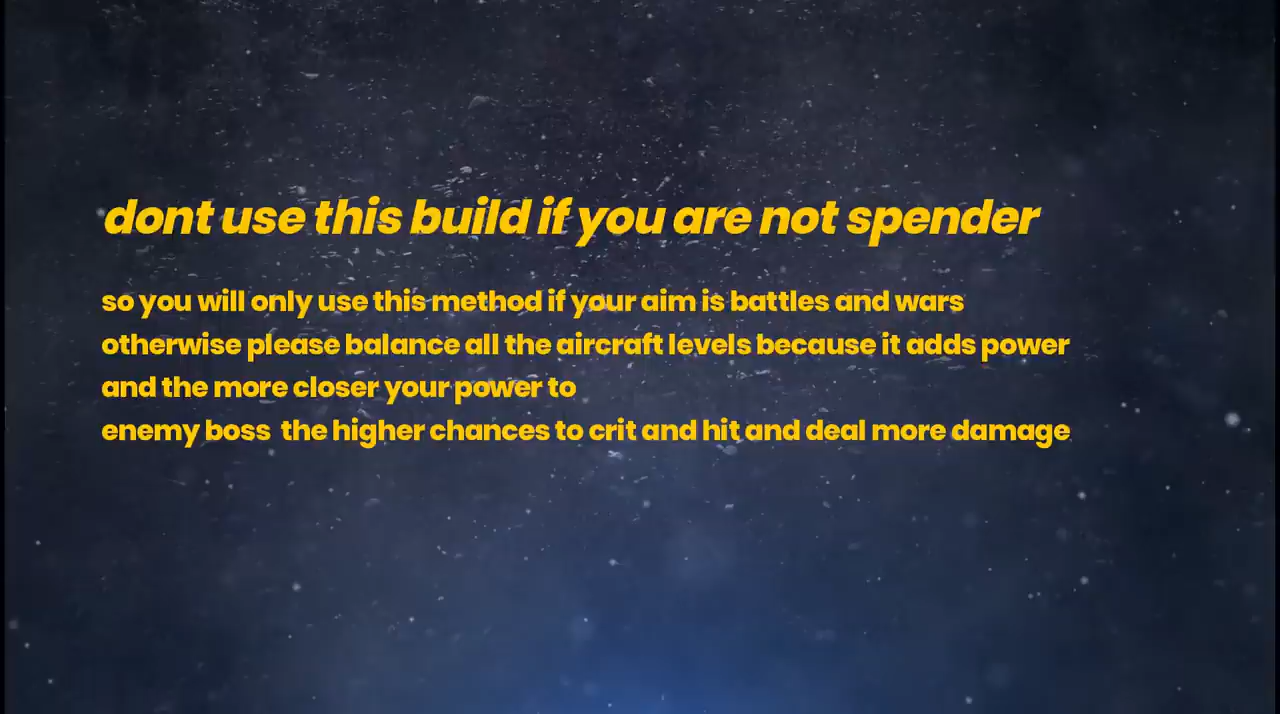 dont use this build if you are not spender
so you will only use this method if your aim is battles and wars
otherwise please balance all the aircraft levels because it adds power
and the more closer your power to
enemy boss  the higher chances to crit and hit and deal more damage